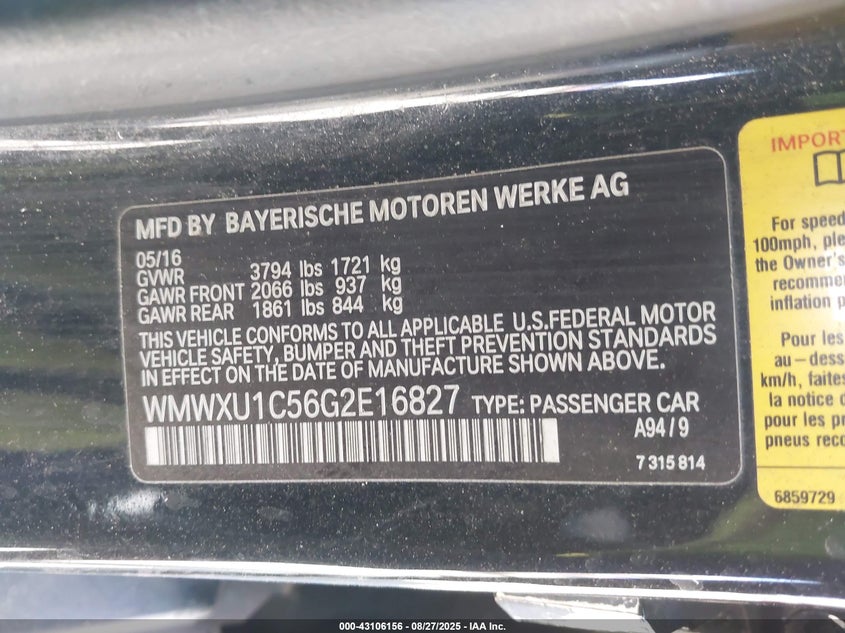 MFD BY BAYERISCHE MOTOREN WERKE AG
05/16
GVWR 3794 lbs 1721 kg
GAWR FRONT 2066 lbs 937 kg
GAWR REAR 1861 lbs 844 kg
THIS VEHICLE CONFORMS TO ALL APPLICABLE U.S.FEDERAL MOTOR
VEHICLE SAFETY, BUMPER AND THEFT PREVENTION STANDARDS
IN EFFECT ON THE DATE OF MANUFACTURE SHOWN ABOVE.
WMWXU1C56G2E16827 TYPE: PASSENGER CAR
A94/9
7 315 814
IMPORT
For speed
100mph, ple
the Owner's
recommen
inflation p
Pour les
au-dess
km/h, faites
la notice d
pour les pr
pneus reco
6859729
000-43106156 - 08/27/2025 - IAA Inc.